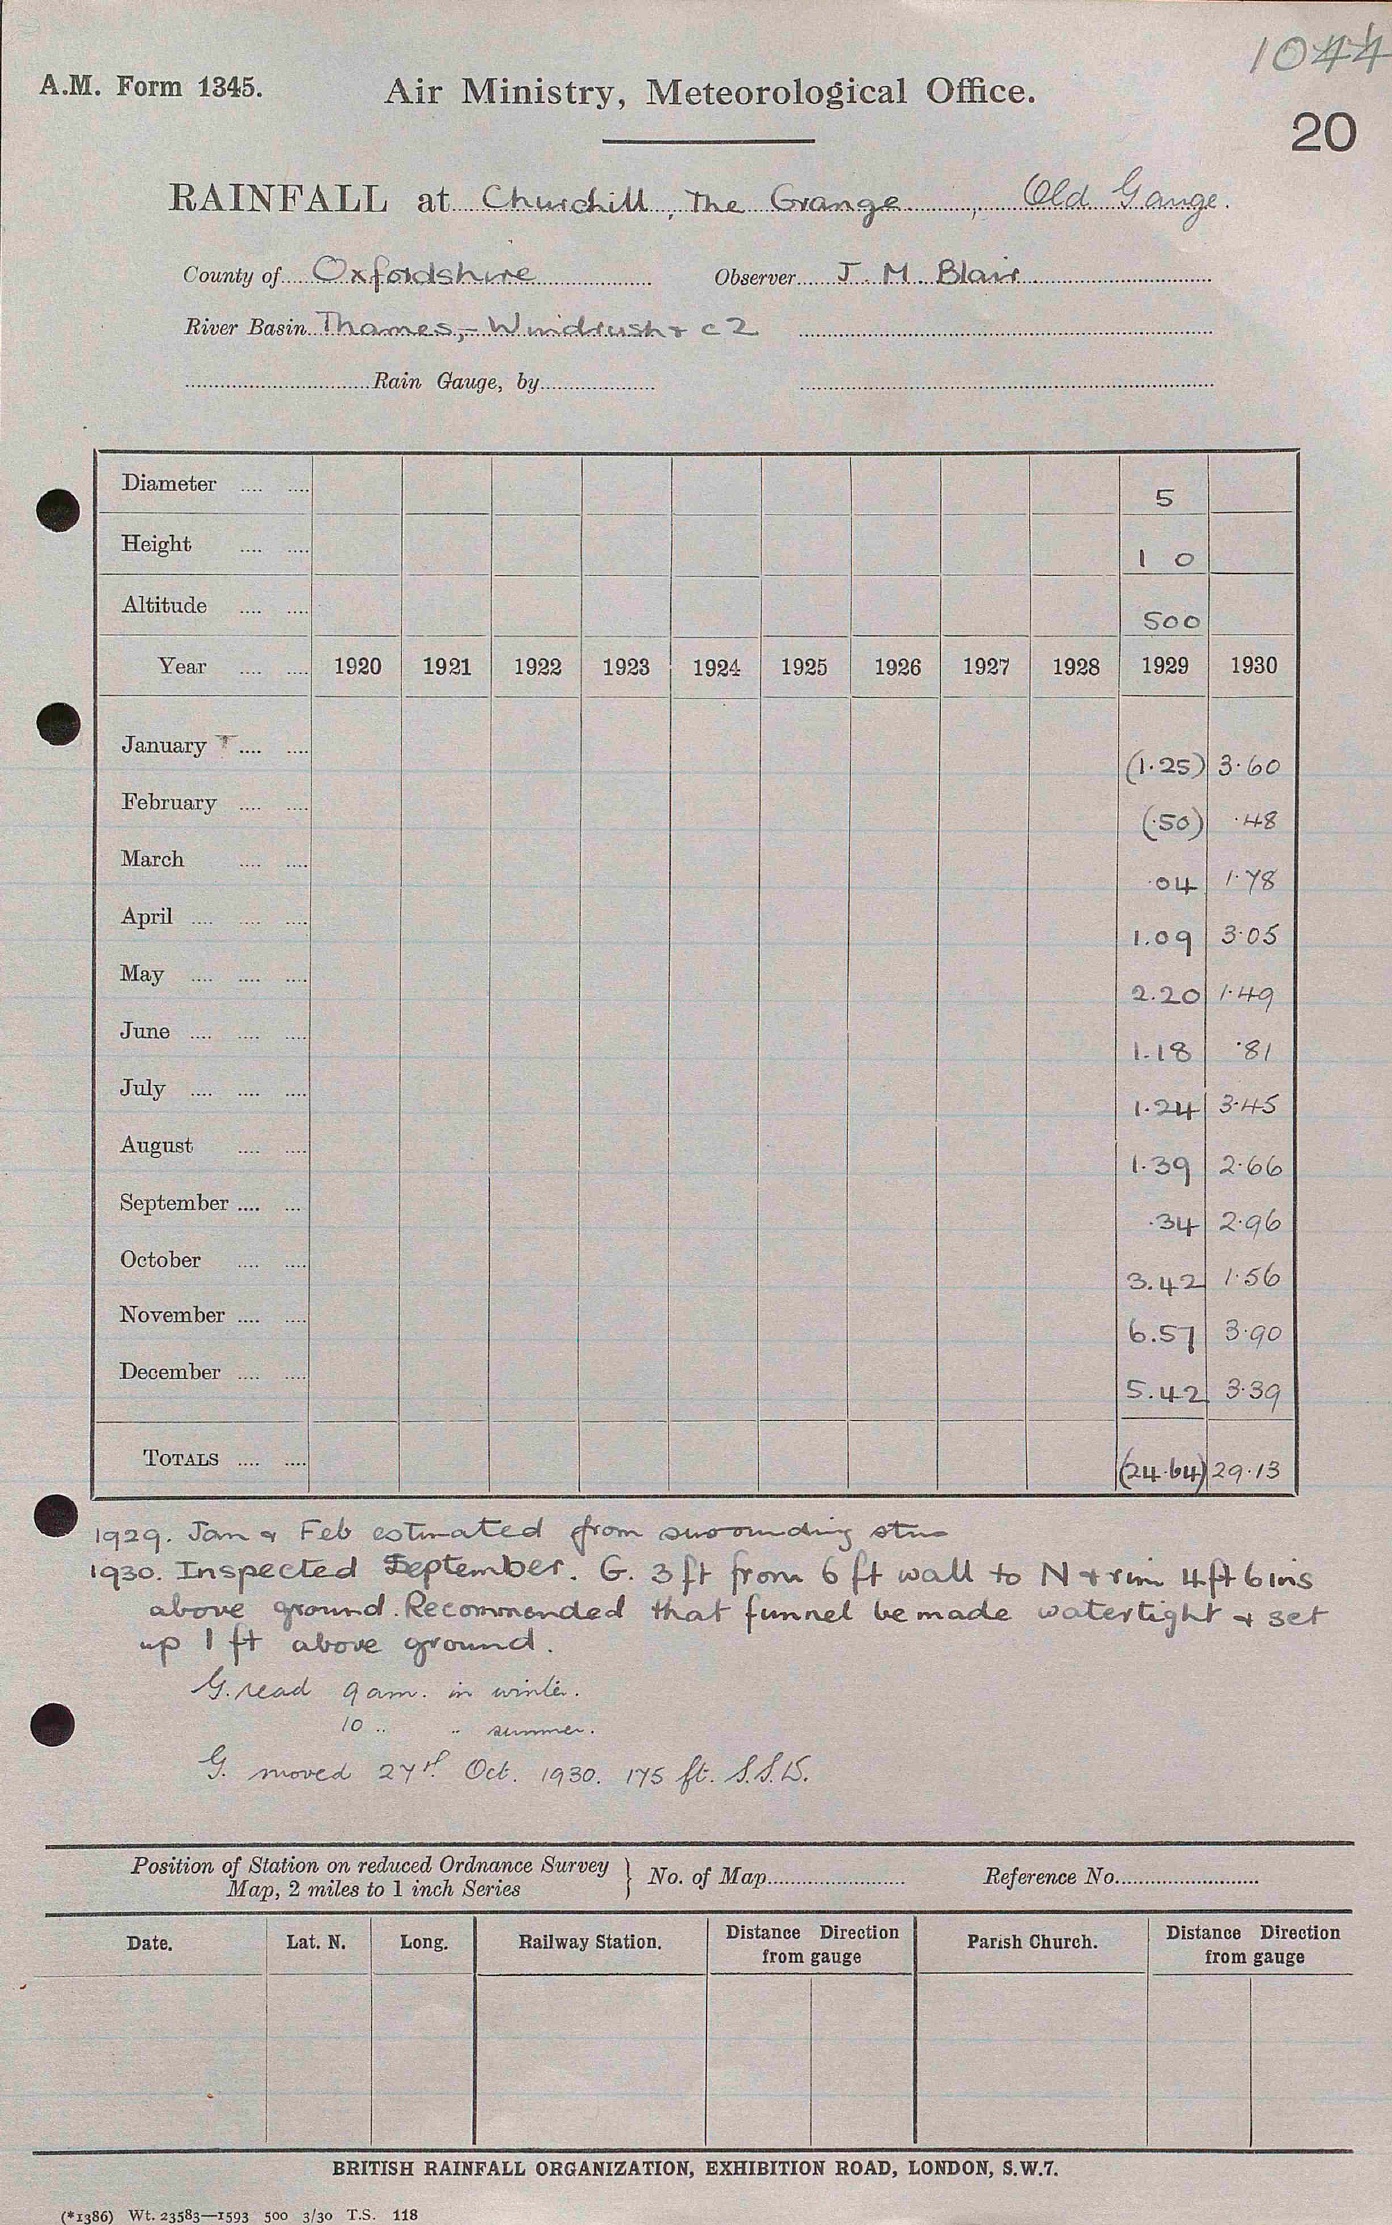 1044
A.M. Form 1345.
Air Ministry, Meteorological Office.
20
RAINFALL at Churchill, The Grange, Old Gauge.
County of Oxfordshire Observer J. M. Blair
River Basin Thames, – Windrush + c2
Rain Gauge, by
Diameter 5
Height 1 0
Altitude 500
Year 1920 1921 1922 1923 1924 1925 1926 1927 1928 1929 1930
January (1.25) 3.60
February (.50) .48
March .04 1.78
April 1.09 3.05
May 2.20 1.49
June 1.18 .81
July 1.24 3.45
August 1.39 2.66
September .34 2.96
October 3.42 1.56
November 6.57 3.90
December 5.42 3.39
TOTALS (24.64) 29.13
1929. Jan & Feb estimated from surrounding stns
1930. Inspected September. G. 3 ft from 6 ft wall to N & rim 4 ft 6 ins
above ground. Recommended that funnel be made watertight & set
up 1 ft above ground.
G. read 9 am. in winter.
10 .. .. summer.
G. moved 27th Oct. 1930. 175 ft. S.S.W.
Position of Station on reduced Ordnance Survey
Map, 2 miles to 1 inch Series } No. of Map Reference No.
Date. Lat. N. Long. Railway Station. Distance Direction from gauge Parish Church. Distance Direction from gauge
BRITISH RAINFALL ORGANIZATION, EXHIBITION ROAD, LONDON, S.W.7.
(*1386) Wt. 23583—1593 500 3/30 T.S. 118